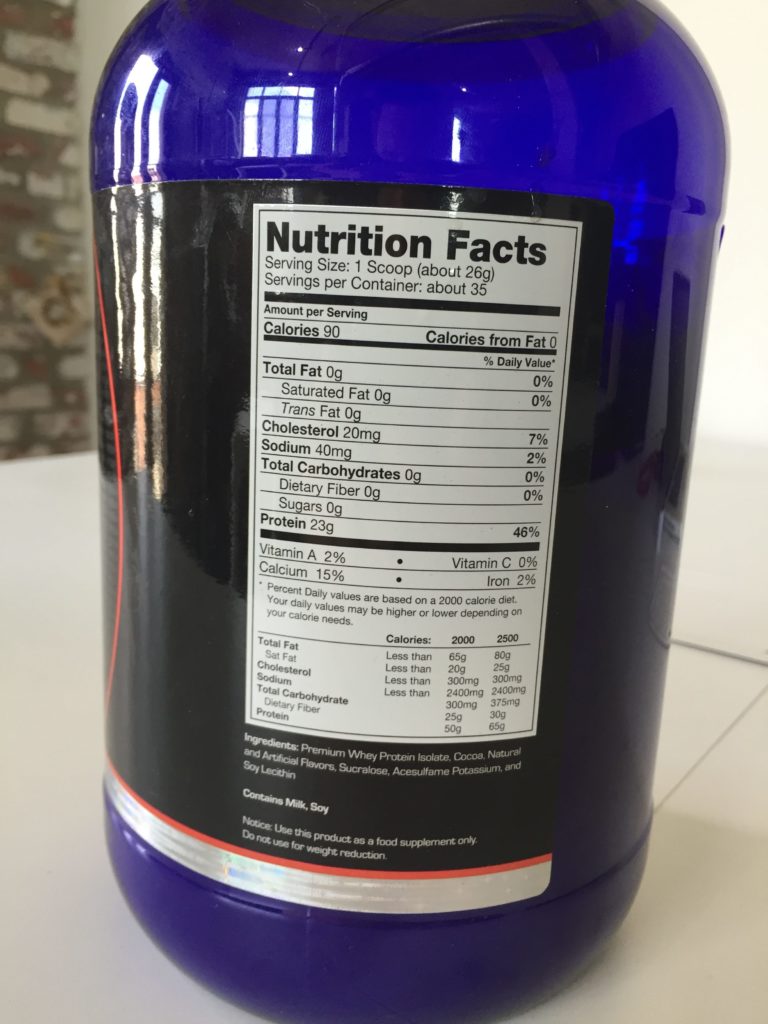 Nutrition Facts
Serving Size: 1 Scoop (about 26g)
Servings per Container: about 35
Amount per Serving
Calories 90 Calories from Fat 0
% Daily Value*
Total Fat 0g 0%
Saturated Fat 0g 0%
Trans Fat 0g
Cholesterol 20mg 7%
Sodium 40mg 2%
Total Carbohydrates 0g 0%
Dietary Fiber 0g 0%
Sugars 0g
Protein 23g 46%
Vitamin A 2% • Vitamin C 0%
Calcium 15% • Iron 2%
* Percent Daily values are based on a 2000 calorie diet.
Your daily values may be higher or lower depending on
your calorie needs.
Calories: 2000 2500
Total Fat Less than 65g 80g
Sat Fat Less than 20g 25g
Cholesterol Less than 300mg 300mg
Sodium Less than 2400mg 2400mg
Total Carbohydrate 300mg 375mg
Dietary Fiber 25g 30g
Protein 50g 65g
Ingredients: Premium Whey Protein Isolate, Cocoa, Natural
and Artificial Flavors, Sucralose, Acesulfame Potassium, and
Soy Lecithin
Contains Milk, Soy
Notice: Use this product as a food supplement only.
Do not use for weight reduction.